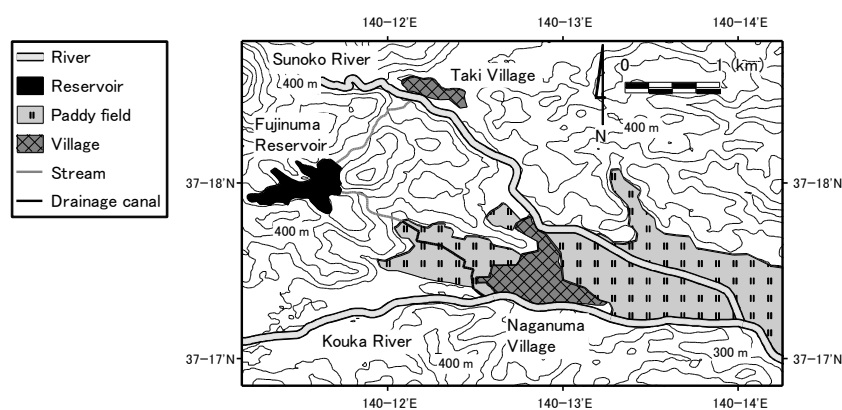 140-12'E 140-13'E 140-14'E
River
Reservoir
Paddy field
Village
Stream
Drainage canal
Sunoko River
400 m
Taki Village
0 1 (km)
N
400 m
Fujinuma
Reservoir
37-18'N 37-18'N
400 m
Kouka River
Naganuma
Village
400 m
300 m
37-17'N 37-17'N
140-12'E 140-13'E 140-14'E